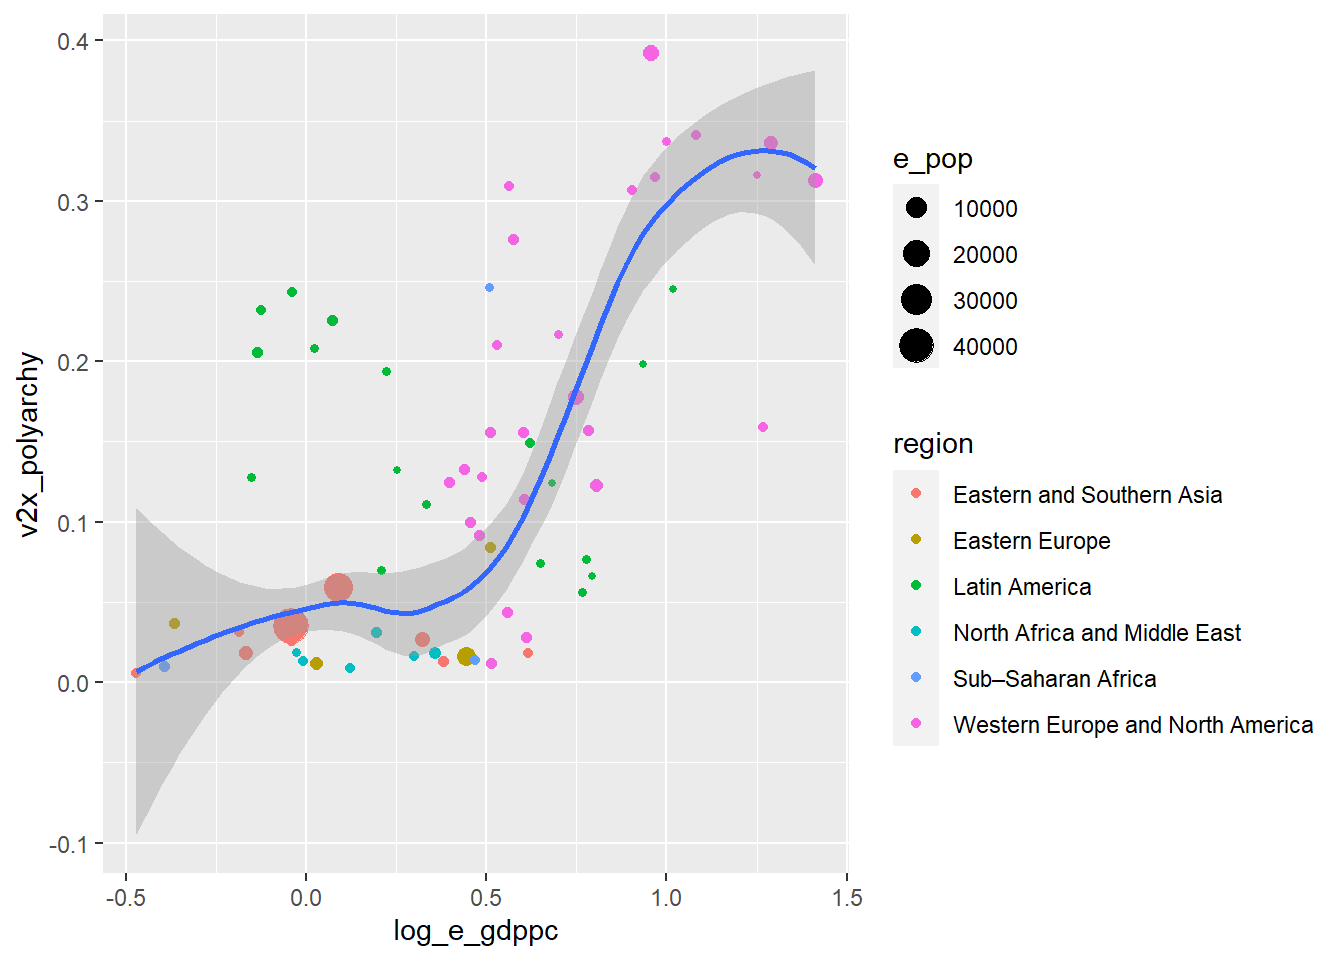 0.4
0.3
0.2
0.1
0.0
-0.1
v2x_polyarchy
-0.5
0.0
0.5
1.0
1.5
log_e_gdppc
e_pop
10000
20000
30000
40000
region
Eastern and Southern Asia
Eastern Europe
Latin America
North Africa and Middle East
Sub–Saharan Africa
Western Europe and North America